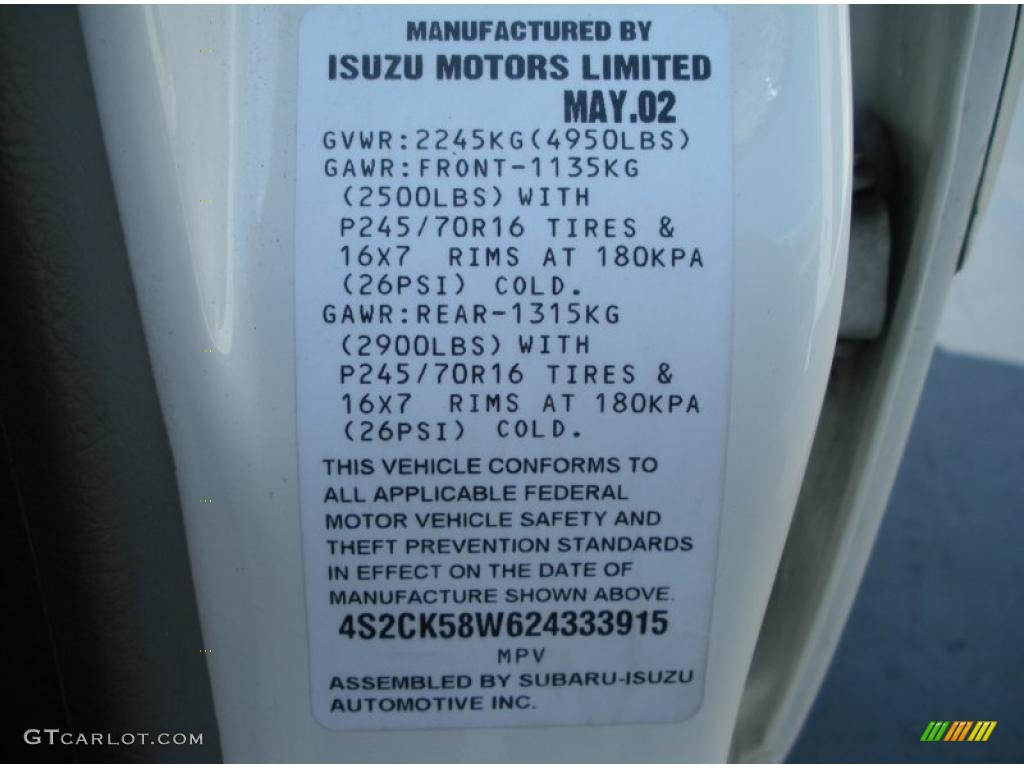 MANUFACTURED BY
ISUZU MOTORS LIMITED
MAY.02
GVWR:2245KG(4950LBS)
GAWR:FRONT-1135KG
(2500LBS) WITH
P245/70R16 TIRES &
16X7 RIMS AT 180KPA
(26PSI) COLD.
GAWR:REAR-1315KG
(2900LBS) WITH
P245/70R16 TIRES &
16X7 RIMS AT 180KPA
(26PSI) COLD.
THIS VEHICLE CONFORMS TO
ALL APPLICABLE FEDERAL
MOTOR VEHICLE SAFETY AND
THEFT PREVENTION STANDARDS
IN EFFECT ON THE DATE OF
MANUFACTURE SHOWN ABOVE.
4S2CK58W624333915
MPV
ASSEMBLED BY SUBARU-ISUZU
AUTOMOTIVE INC.
GTCARLOT.COM